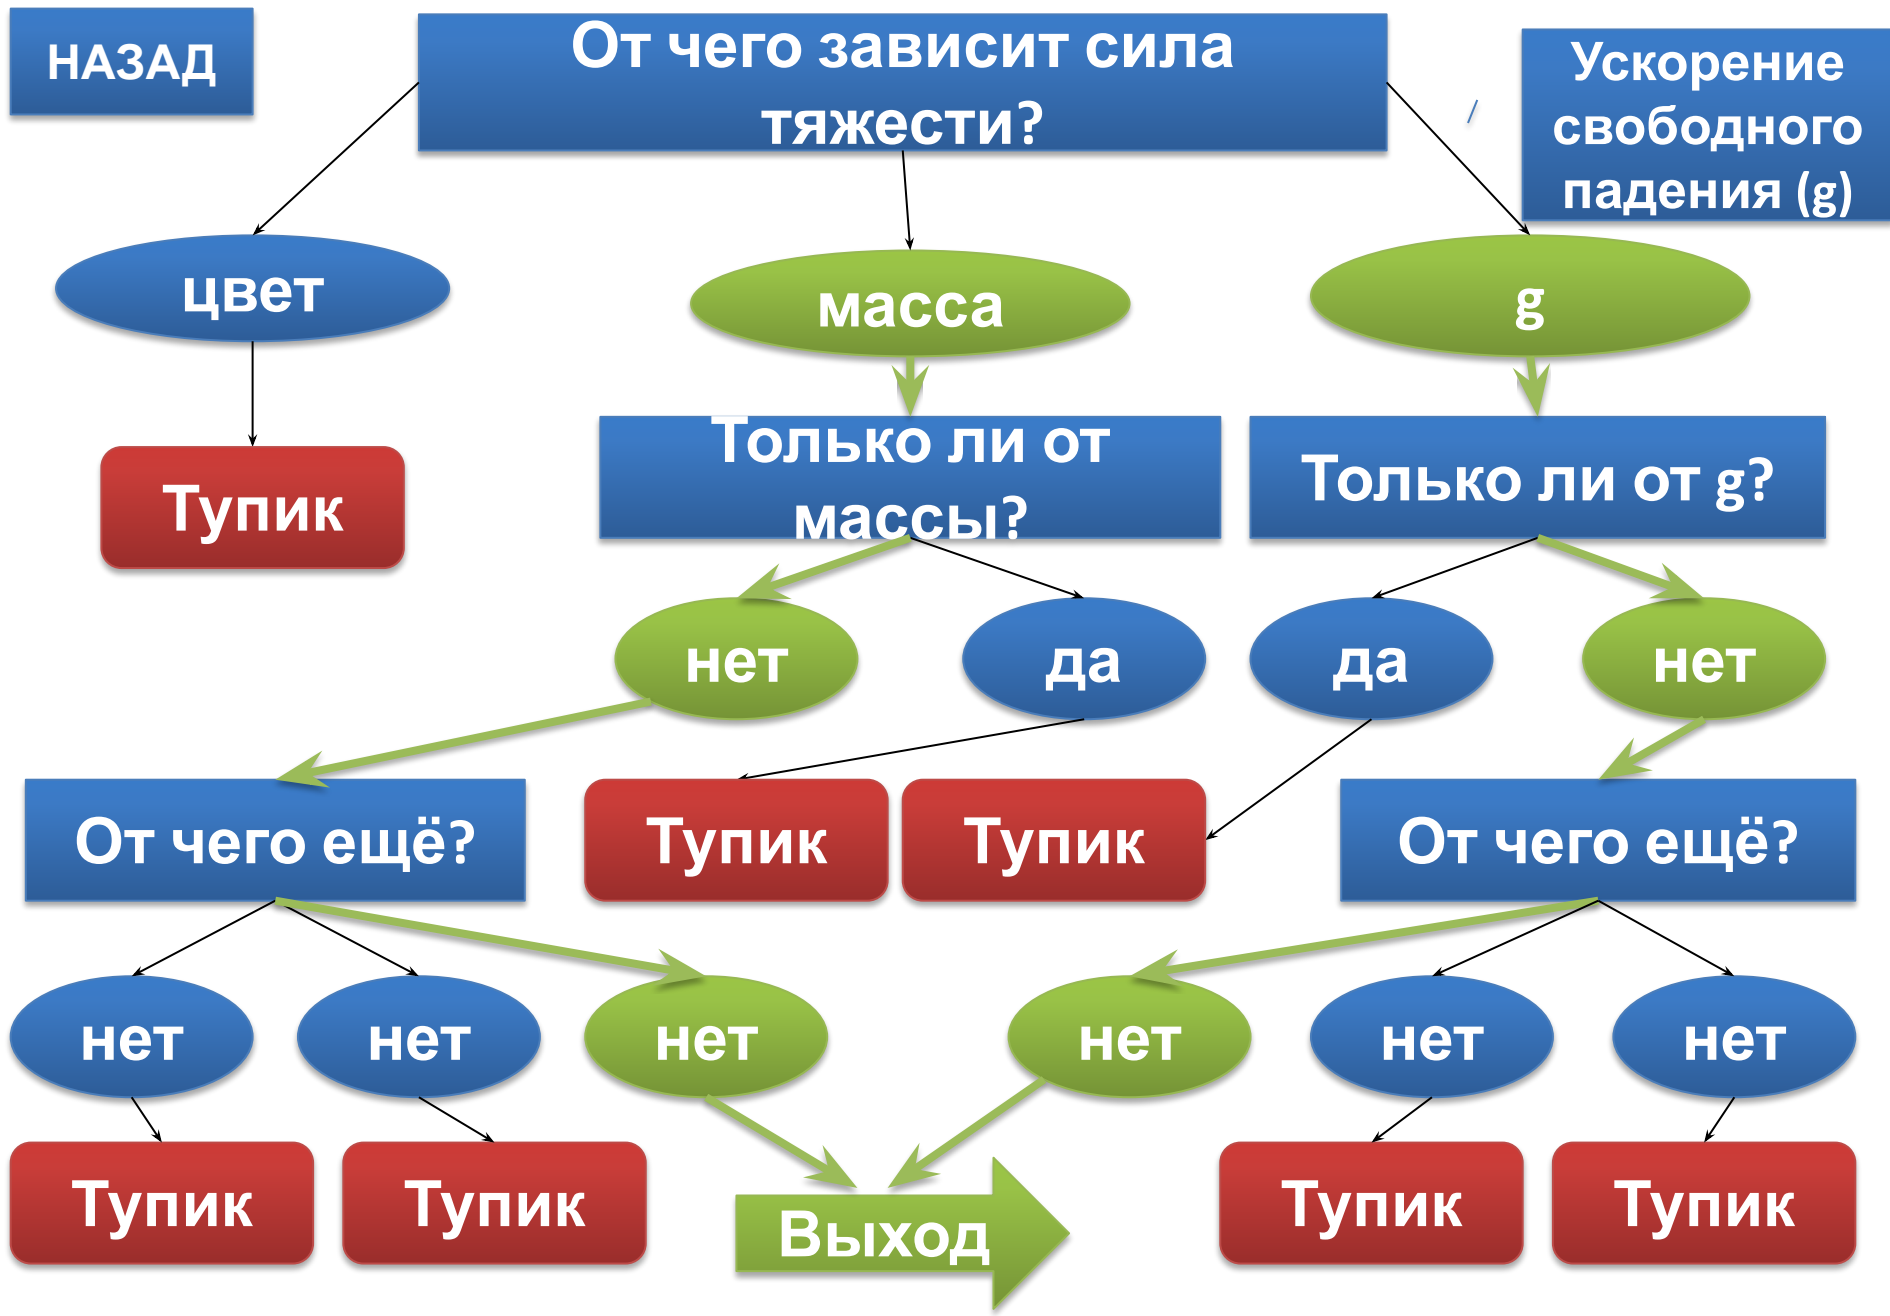 НАЗАД
От чего зависит сила
тяжести?
Ускорение
свободного
падения (g)
цвет
масса
g
Тупик
Только ли от
массы?
Только ли от g?
нет
да
да
нет
От чего ещё?
Тупик
Тупик
От чего ещё?
нет
нет
нет
нет
нет
нет
Тупик
Тупик
Выход
Тупик
Тупик